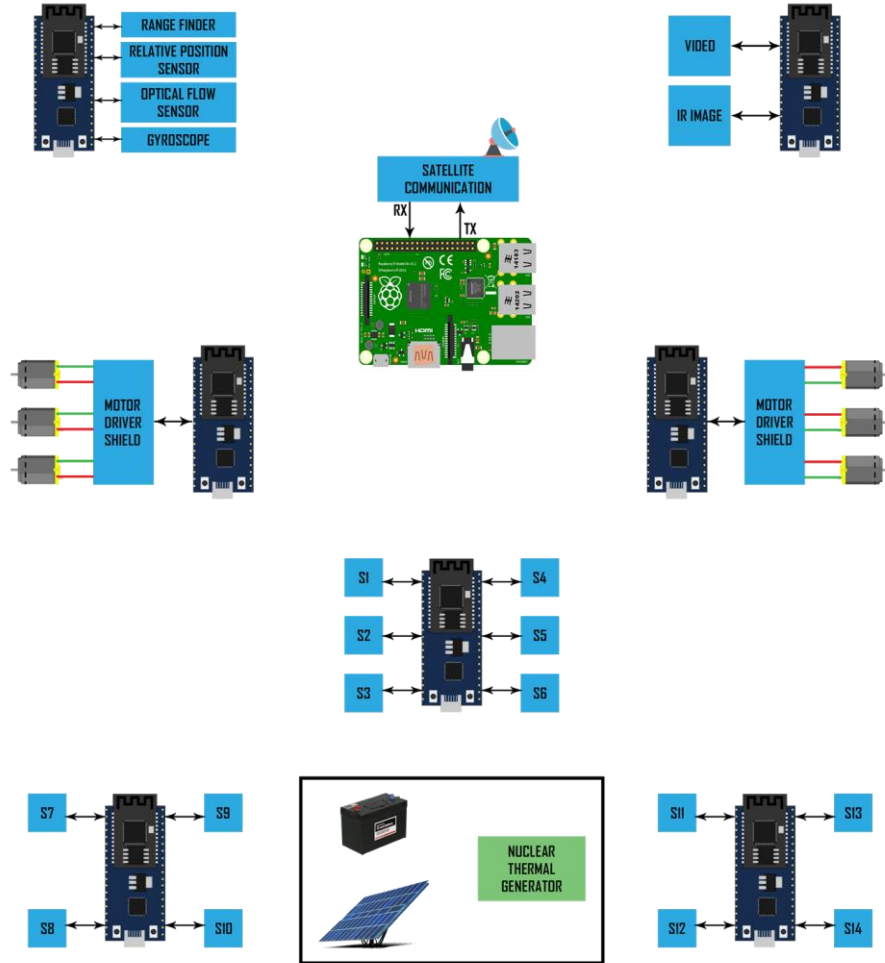 RANGE FINDER
RELATIVE POSITION
SENSOR
OPTICAL FLOW
SENSOR
GYROSCOPE
VIDEO
IR IMAGE
SATELLITE
COMMUNICATION
RX
TX
HDMI
MOTOR
DRIVER
SHIELD
MOTOR
DRIVER
SHIELD
S1
S4
S2
S5
S3
S6
S7
S9
S8
S10
NUCLEAR
THERMAL
GENERATOR
S11
S13
S12
S14